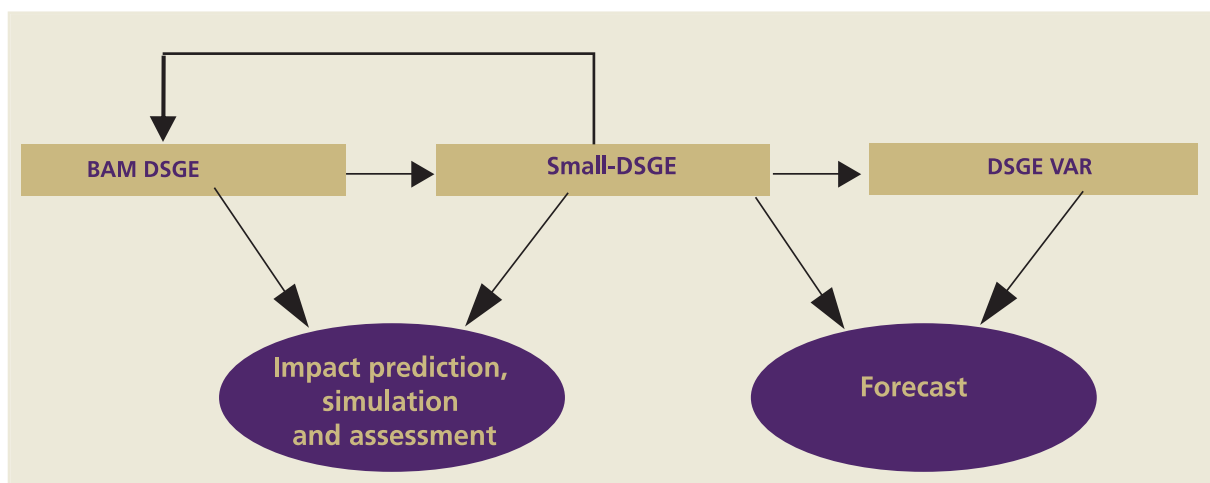 BAM DSGE
Small-DSGE
DSGE VAR
Impact prediction,
simulation
and assessment
Forecast